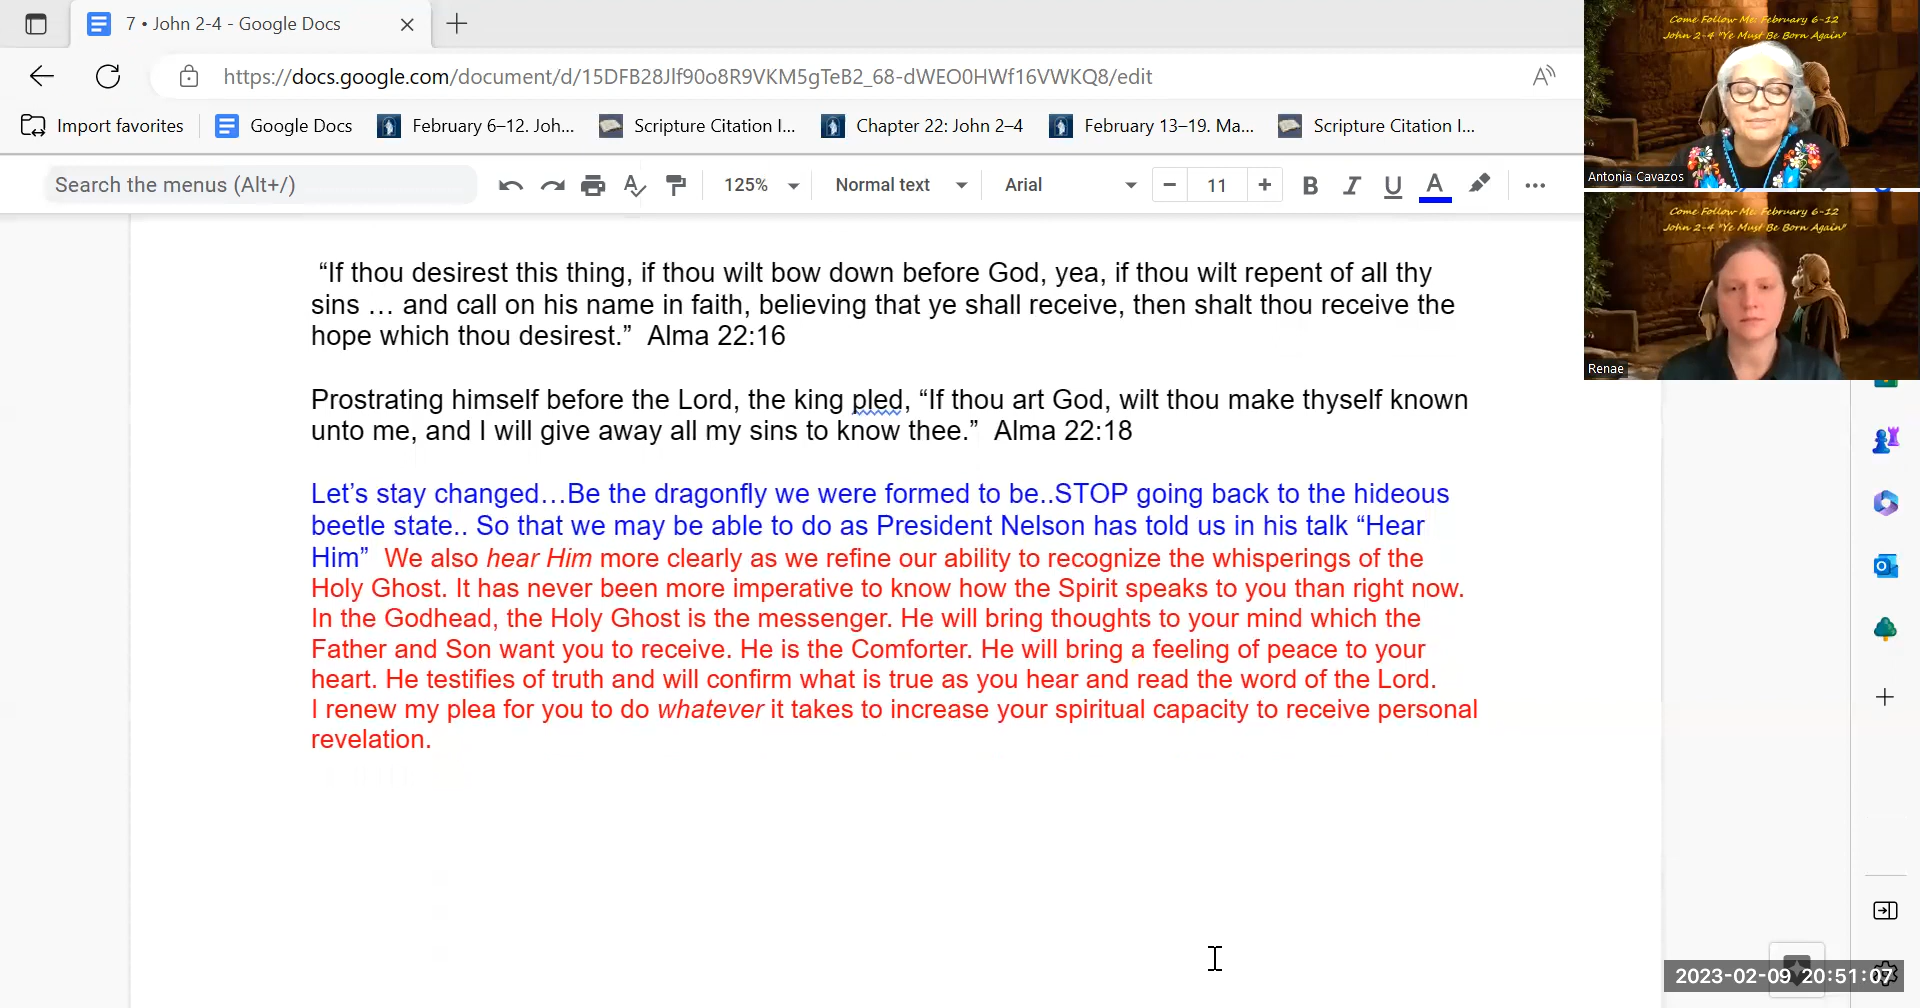 7 • John 2-4 - Google Docs
https://docs.google.com/document/d/15DFB28Jlf90o8R9VKM5gTeB2_68-dWEO0HWf16VWKQ8/edit
Import favorites
Google Docs
February 6–12. Joh...
Scripture Citation I...
Chapter 22: John 2–4
February 13–19. Ma...
Scripture Citation I...
Search the menus (Alt+/)
125%
Normal text
Arial
11
“If thou desirest this thing, if thou wilt bow down before God, yea, if thou wilt repent of all thy
sins … and call on his name in faith, believing that ye shall receive, then shalt thou receive the
hope which thou desirest.”  Alma 22:16
Prostrating himself before the Lord, the king pled, “If thou art God, wilt thou make thyself known
unto me, and I will give away all my sins to know thee.”  Alma 22:18
Let’s stay changed…Be the dragonfly we were formed to be..STOP going back to the hideous
beetle state.. So that we may be able to do as President Nelson has told us in his talk “Hear
Him”  We also hear Him more clearly as we refine our ability to recognize the whisperings of the
Holy Ghost. It has never been more imperative to know how the Spirit speaks to you than right now.
In the Godhead, the Holy Ghost is the messenger. He will bring thoughts to your mind which the
Father and Son want you to receive. He is the Comforter. He will bring a feeling of peace to your
heart. He testifies of truth and will confirm what is true as you hear and read the word of the Lord.
I renew my plea for you to do whatever it takes to increase your spiritual capacity to receive personal
revelation.
Come Follow Me: February 6-12
John 2-4 "Ye Must Be Born Again"
Antonia Cavazos
Come Follow Me: February 6-12
John 2-4 "Ye Must Be Born Again"
Renae
2023-02-09 20:51:07